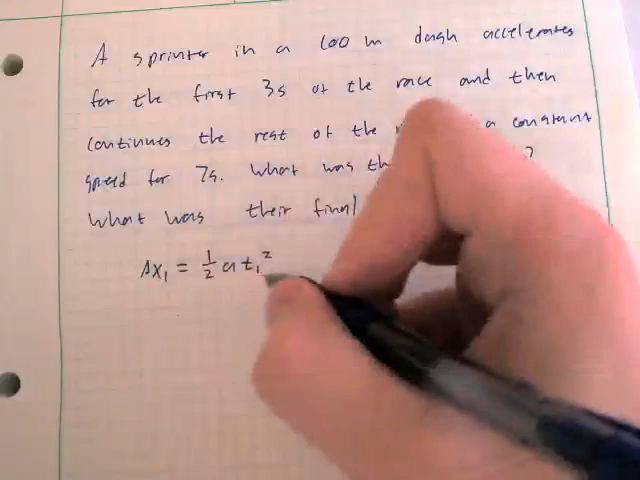 A sprinter in a 100 m dash accelerates
for the first 3s of the race and then
continues the rest of the a constant
speed for 7s. What was
What was their final
Δx₁ = ½ a t₁²